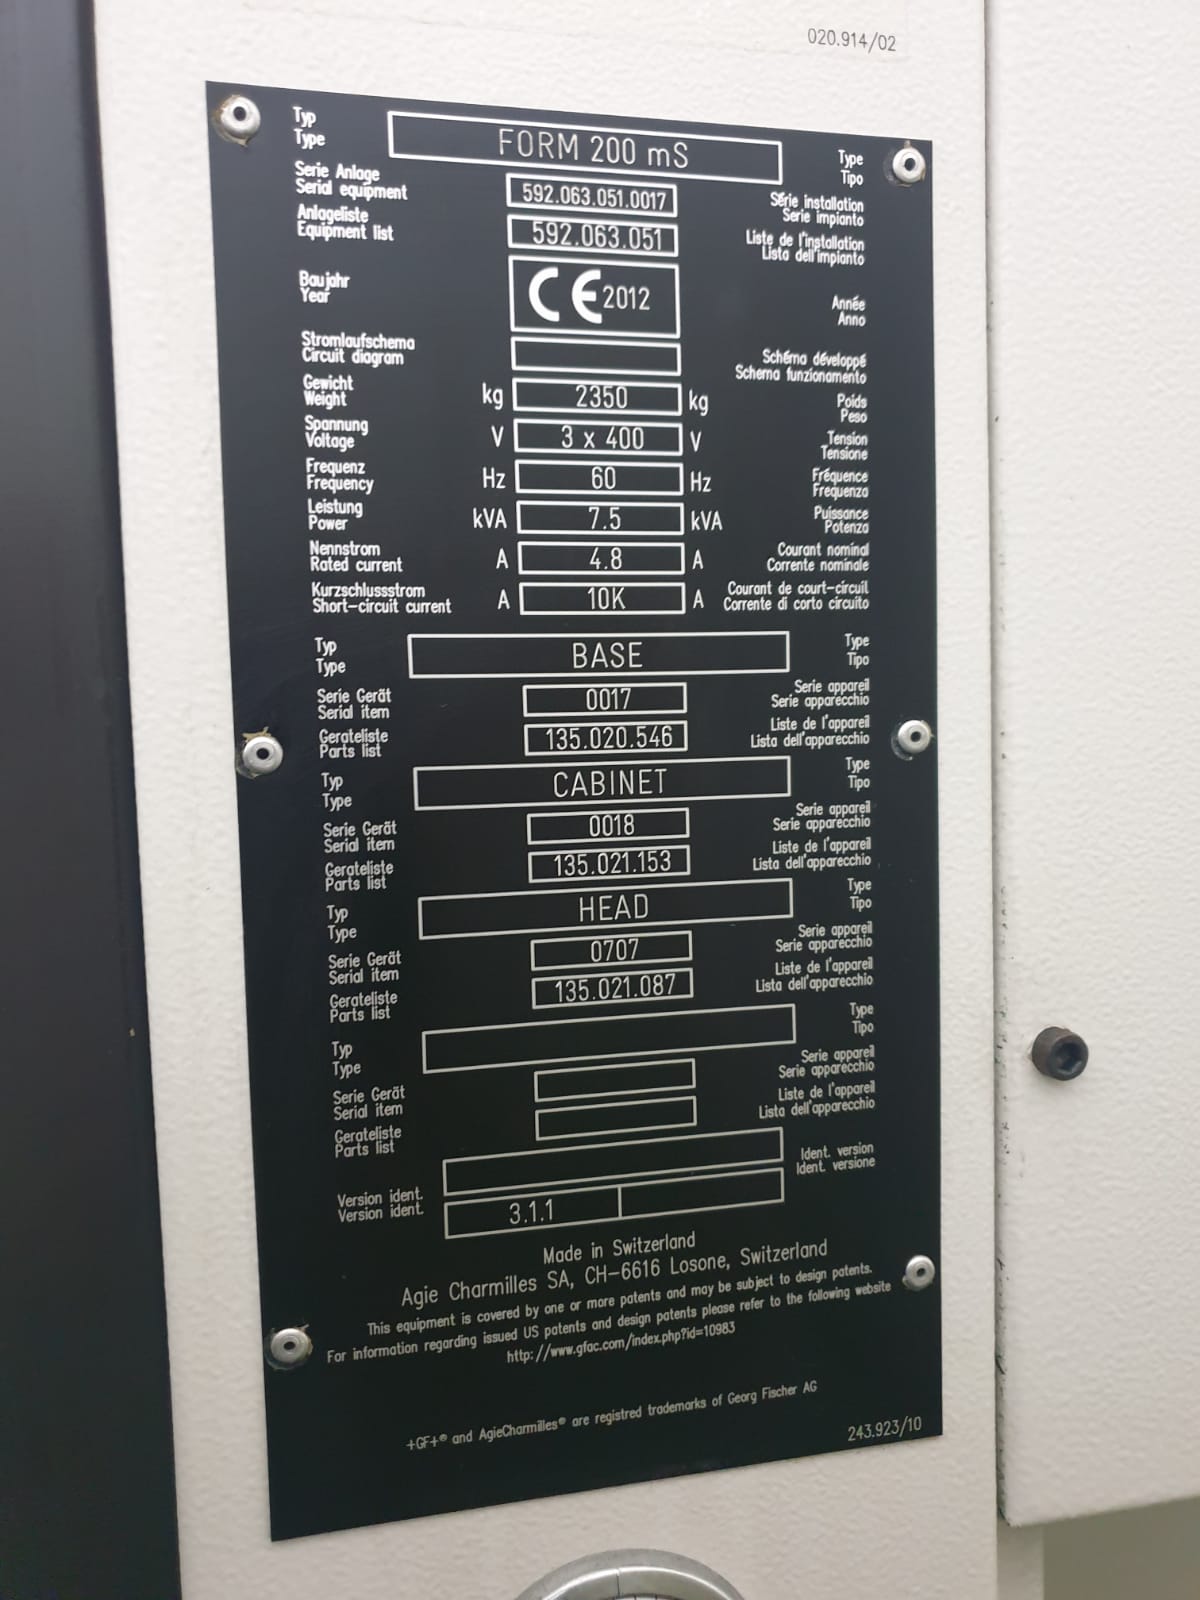 020.914/02
Typ
Type
FORM 200 mS
Type
Tipo
Serie Anlage
Serial equipment
592.063.051.0017
Série installation
Serie impianto
Anlageliste
Equipment list
592.063.051
Liste de l'installation
Lista dell'impianto
Baujahr
Year
CE 2012
Année
Anno
Stromlaufschema
Circuit diagram
Schéma développé
Schema funzionamento
Gewicht
Weight
kg 2350 kg
Poids
Peso
Spannung
Voltage
V 3 x 400 V
Tension
Tensione
Frequenz
Frequency
Hz 60 Hz
Fréquence
Frequenza
Leistung
Power
kVA 7.5 kVA
Puissance
Potenza
Nennstrom
Rated current
A 4.8 A
Courant nominal
Corrente nominale
Kurzschlussstrom
Short-circuit current
A 10K A
Courant de court-circuit
Corrente di corto circuito
Typ
Type
BASE
Type
Tipo
Serie Gerät
Serial item
0017
Serie appareil
Serie apparecchio
Gerateliste
Parts list
135.020.546
Liste de l'appareil
Lista dell'apparecchio
Typ
Type
CABINET
Type
Tipo
Serie Gerät
Serial item
0018
Serie appareil
Serie apparecchio
Gerateliste
Parts list
135.021.153
Liste de l'appareil
Lista dell'apparecchio
Typ
Type
HEAD
Type
Tipo
Serie Gerät
Serial item
0707
Serie appareil
Serie apparecchio
Gerateliste
Parts list
135.021.087
Liste de l'appareil
Lista dell'apparecchio
Typ
Type
Type
Tipo
Serie Gerät
Serial item
Serie appareil
Serie apparecchio
Gerateliste
Parts list
Liste de l'appareil
Lista dell'apparecchio
Ident. version
Ident. versione
Version ident.
Version ident.
3.1.1
Made in Switzerland
Agie Charmilles SA, CH-6616 Losone, Switzerland
This equipment is covered by one or more patents and may be subject to design patents.
For information regarding issued US patents and design patents please refer to the following website
http://www.gfac.com/index.php?id=10983
+GF+® and AgieCharmilles® are registred trademarks of Georg Fischer AG
243.923/10